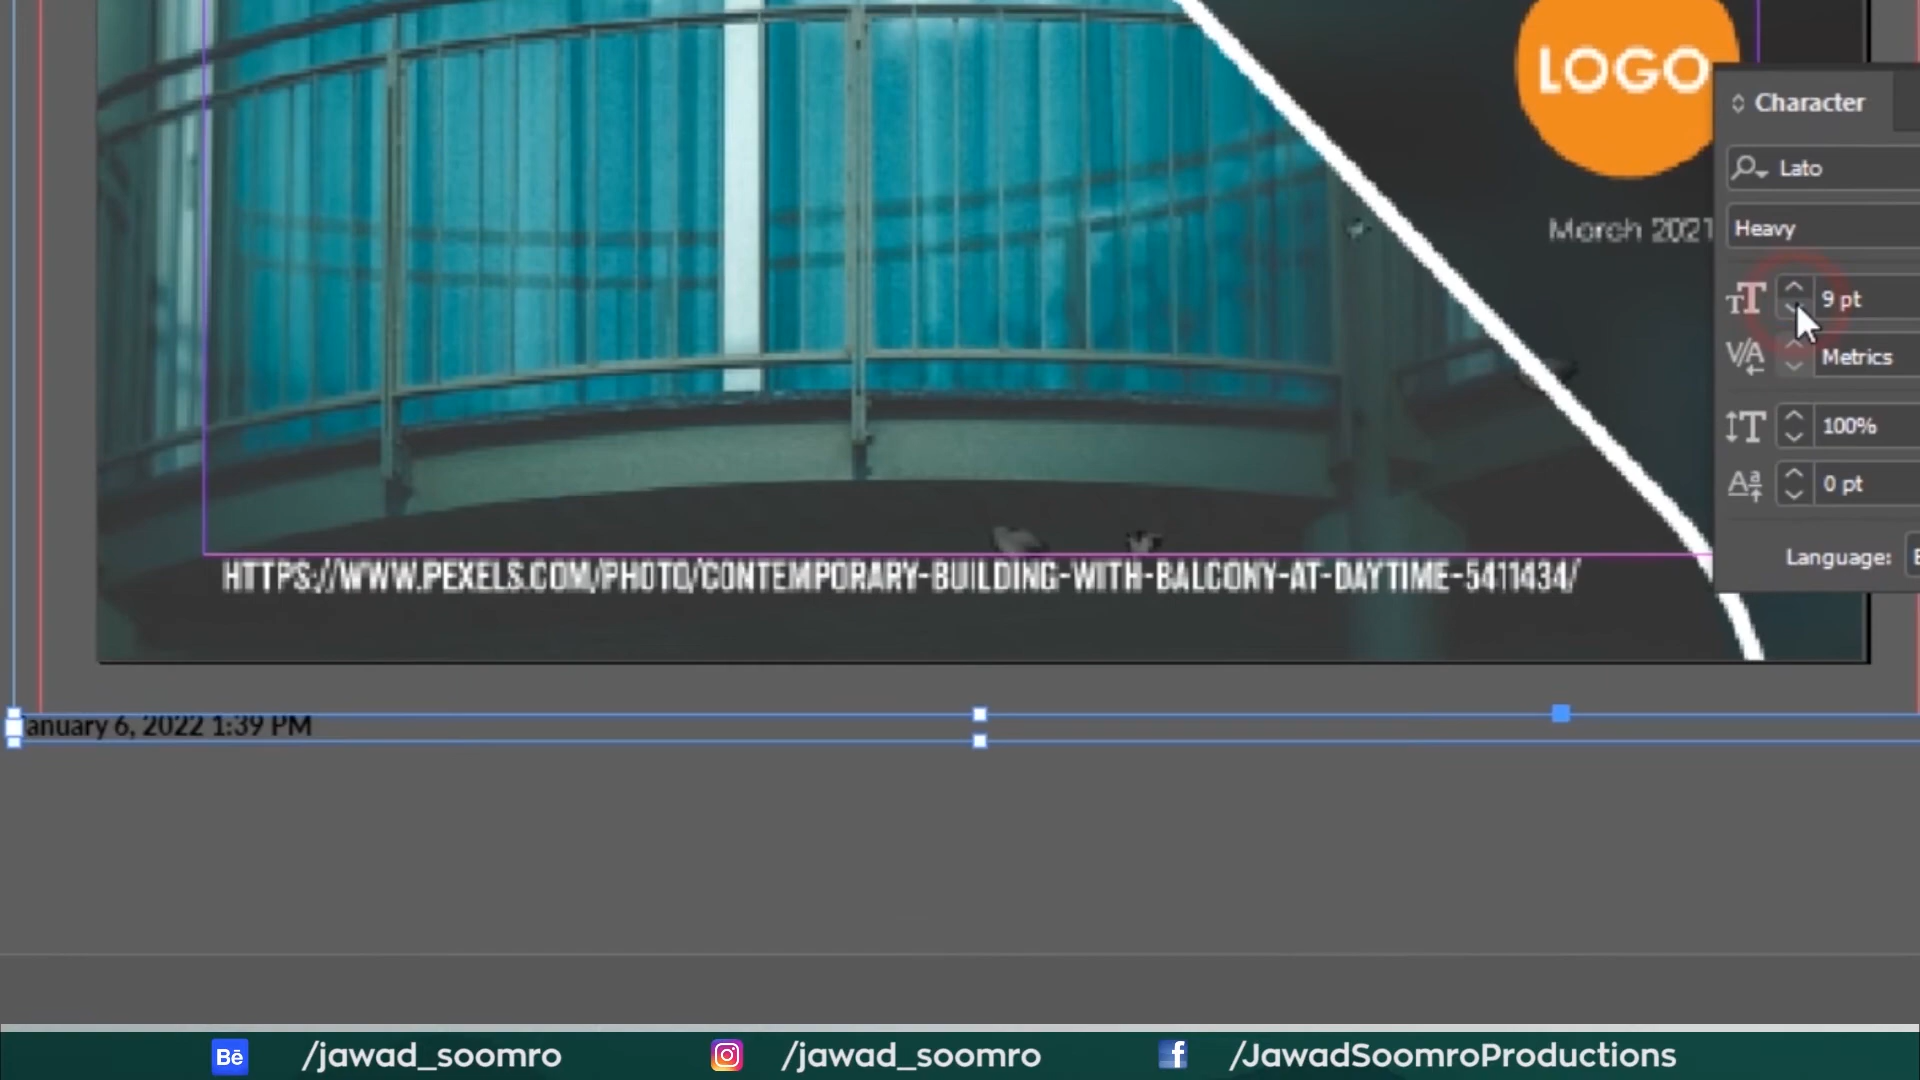 LOGO
Character
Lato
March 2021
Heavy
9 pt
Metrics
100%
0 pt
Language:
HTTPS://WWW.PEXELS.COM/PHOTO/CONTEMPORARY-BUILDING-WITH-BALCONY-AT-DAYTIME-5411434/
anuary 6, 2022 1:39 PM
Bē /jawad_soomro /jawad_soomro f /JawadSoomroProductions